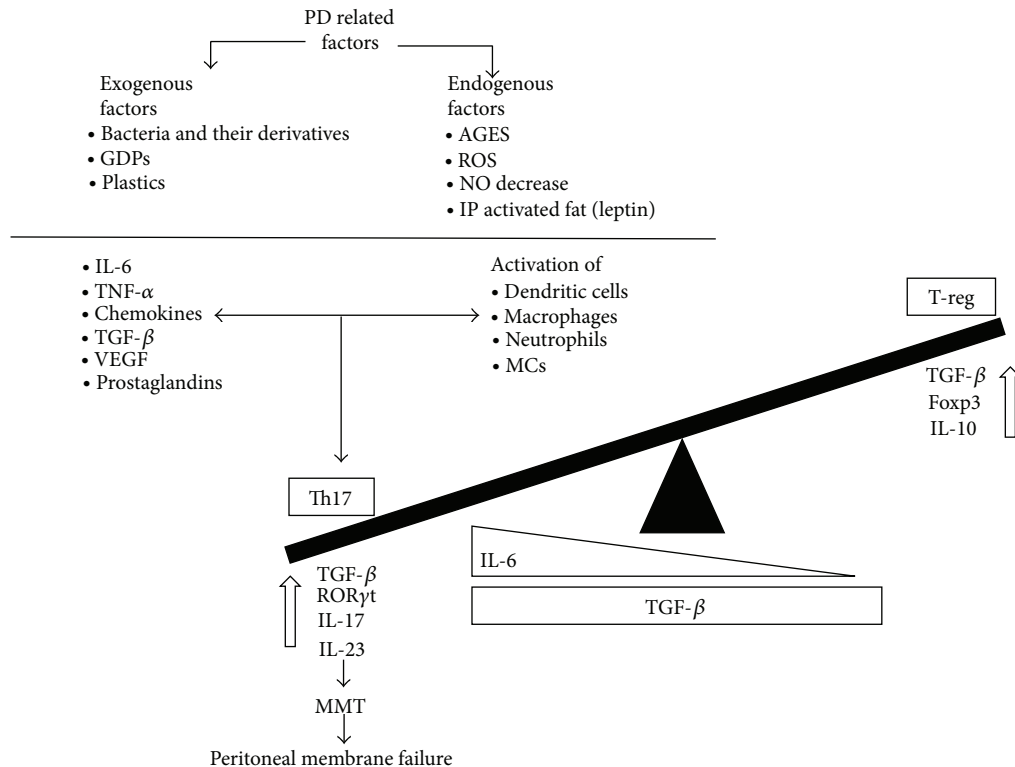 PD related
factors
Exogenous
factors
• Bacteria and their derivatives
• GDPs
• Plastics
Endogenous
factors
• AGES
• ROS
• NO decrease
• IP activated fat (leptin)
• IL-6
• TNF-α
• Chemokines
• TGF-β
• VEGF
• Prostaglandins
Activation of
• Dendritic cells
• Macrophages
• Neutrophils
• MCs
T-reg
TGF-β
Foxp3
IL-10
Th17
TGF-β
RORγt
IL-17
IL-23
IL-6
TGF-β
MMT
Peritoneal membrane failure